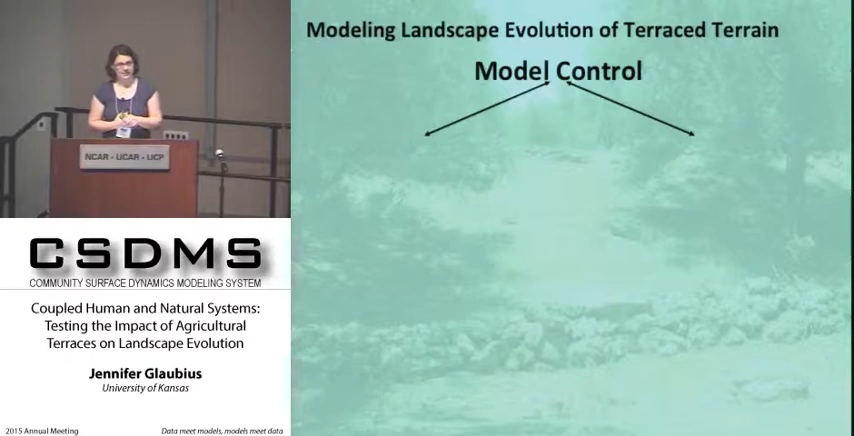 Modeling Landscape Evolution of Terraced Terrain
Model Control
NCAR - UCAR - UCP
CSDMS
COMMUNITY SURFACE DYNAMICS MODELING SYSTEM
Coupled Human and Natural Systems:
Testing the Impact of Agricultural
Terraces on Landscape Evolution
Jennifer Glaubius
University of Kansas
2015 Annual Meeting
Data meet models, models meet data